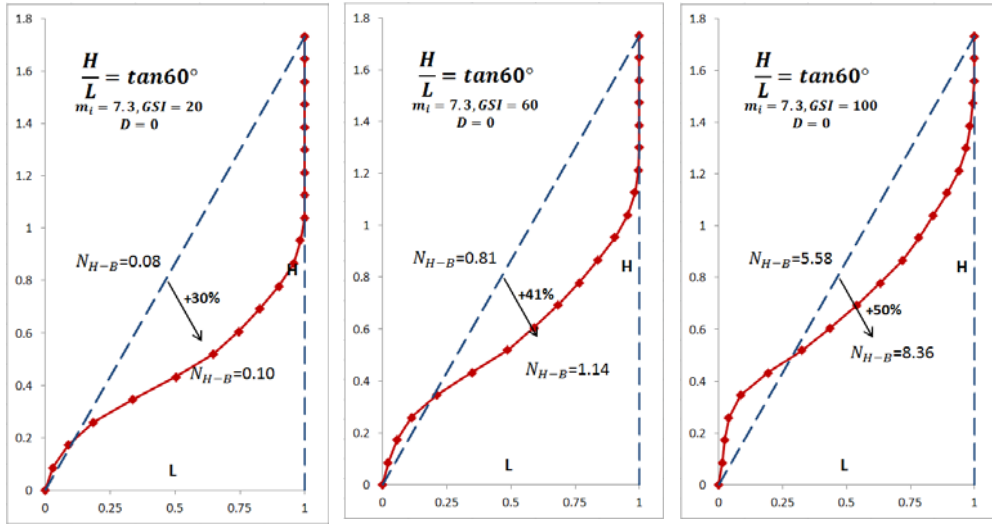 1.8
1.6
1.4
1.2
1
0.8
0.6
0.4
0.2
0
0 0.25 0.5 0.75 1
H/L = tan60°
m_i = 7.3, GSI = 20
D = 0
N_{H−B}=0.08
+30%
N_{H−B}=0.10
H
L
1.8
1.6
1.4
1.2
1
0.8
0.6
0.4
0.2
0
0 0.25 0.5 0.75 1
H/L = tan60°
m_i = 7.3, GSI = 60
D = 0
N_{H−B}=0.81
+41%
N_{H−B}=1.14
H
L
1.8
1.6
1.4
1.2
1
0.8
0.6
0.4
0.2
0
0 0.25 0.5 0.75 1
H/L = tan60°
m_i = 7.3, GSI = 100
D = 0
N_{H−B}=5.58
+50%
N_{H−B}=8.36
H
L